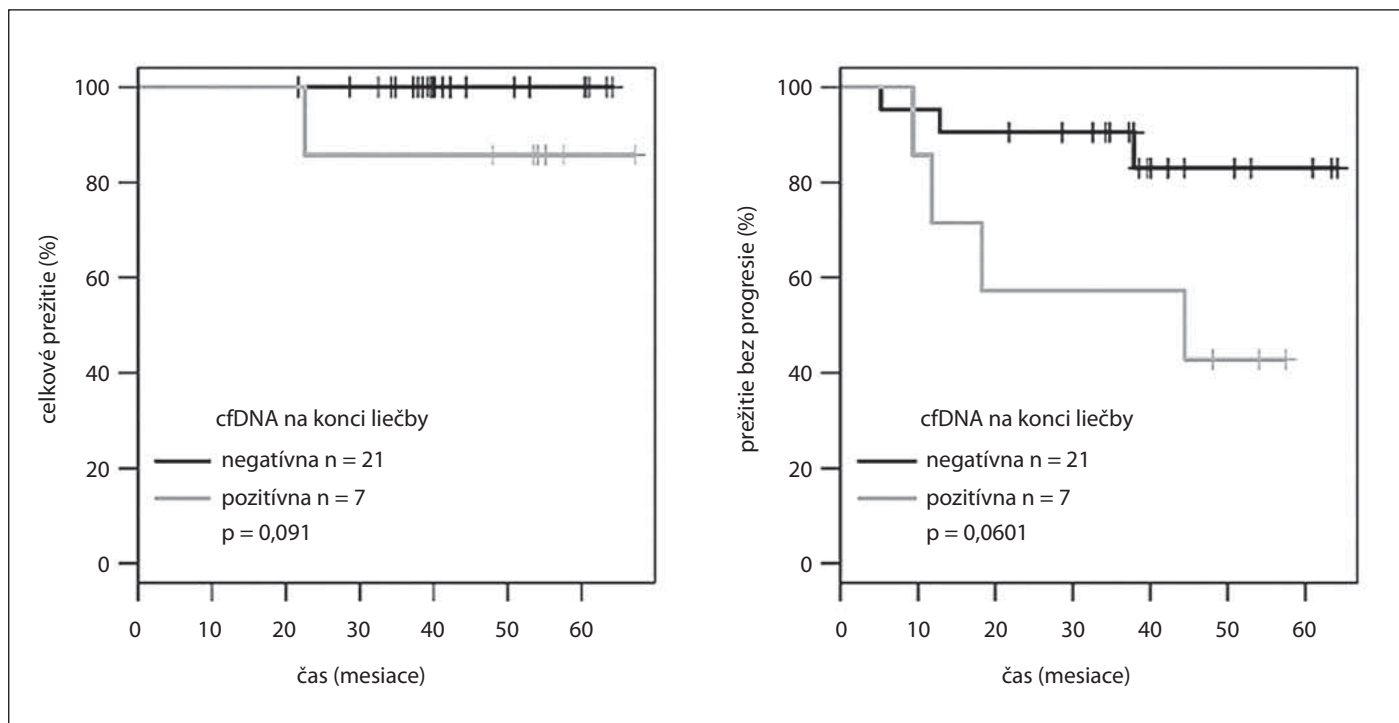 celkové prežitie (%)
100
80
60
40
20
0
cfDNA na konci liečby
negatívna n = 21
pozitívna n = 7
p = 0,091
0 10 20 30 40 50 60
čas (mesiace)
prežitie bez progresie (%)
100
80
60
40
20
0
cfDNA na konci liečby
negatívna n = 21
pozitívna n = 7
p = 0,0601
0 10 20 30 40 50 60
čas (mesiace)